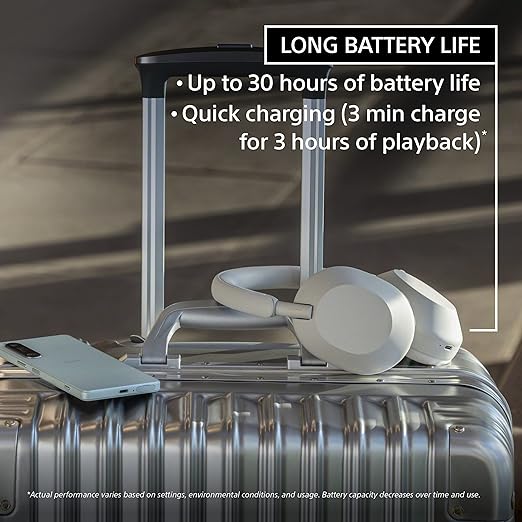 LONG BATTERY LIFE
• Up to 30 hours of battery life
• Quick charging (3 min charge
for 3 hours of playback)*
*Actual performance varies based on settings, environmental conditions, and usage. Battery capacity decreases over time and use.